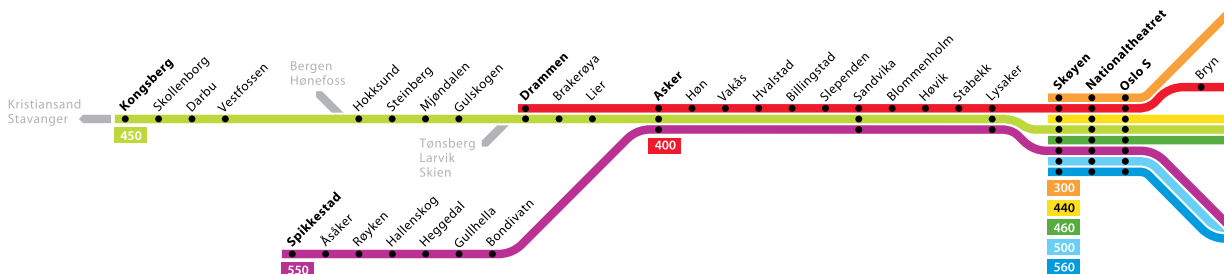 Kristiansand
Stavanger
Kongsberg
Skollenborg
Darbu
Vestfossen
450
Bergen
Hønefoss
Hokksund
Steinberg
Mjøndalen
Gulskogen
Tønsberg
Larvik
Skien
Drammen
Brakerøya
Lier
Asker
400
Høn
Vakås
Hvalstad
Billingstad
Slependen
Sandvika
Blommenholm
Høvik
Stabekk
Lysaker
Skøyen
Nationaltheatret
Oslo S
Bryn
300
440
460
500
560
Spikkestad
Åsåker
Røyken
Hallenskog
Heggedal
Gullhella
Bondivatn
550